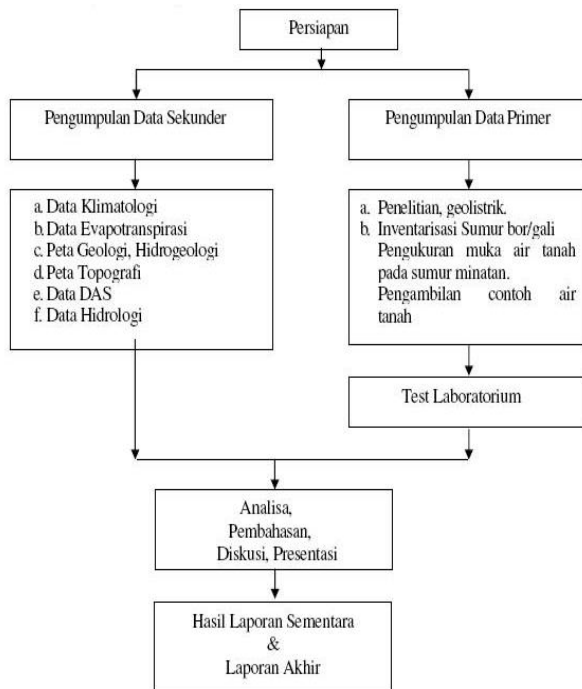 Persiapan
Pengumpulan Data Sekunder
Pengumpulan Data Primer
a. Data Klimatologi
b. Data Evapotranspirasi
c. Peta Geologi, Hidrogeologi
d. Peta Topografi
e. Data DAS
f. Data Hidrologi
a. Penelitian, geolistrik.
b. Inventarisasi Sumur bor/gali
Pengukuran muka air tanah
pada sumur minatan.
Pengambilan contoh air
tanah
Test Laboratorium
Analisa,
Pembahasan,
Diskusi, Presentasi
Hasil Laporan Sementara
&
Laporan Akhir